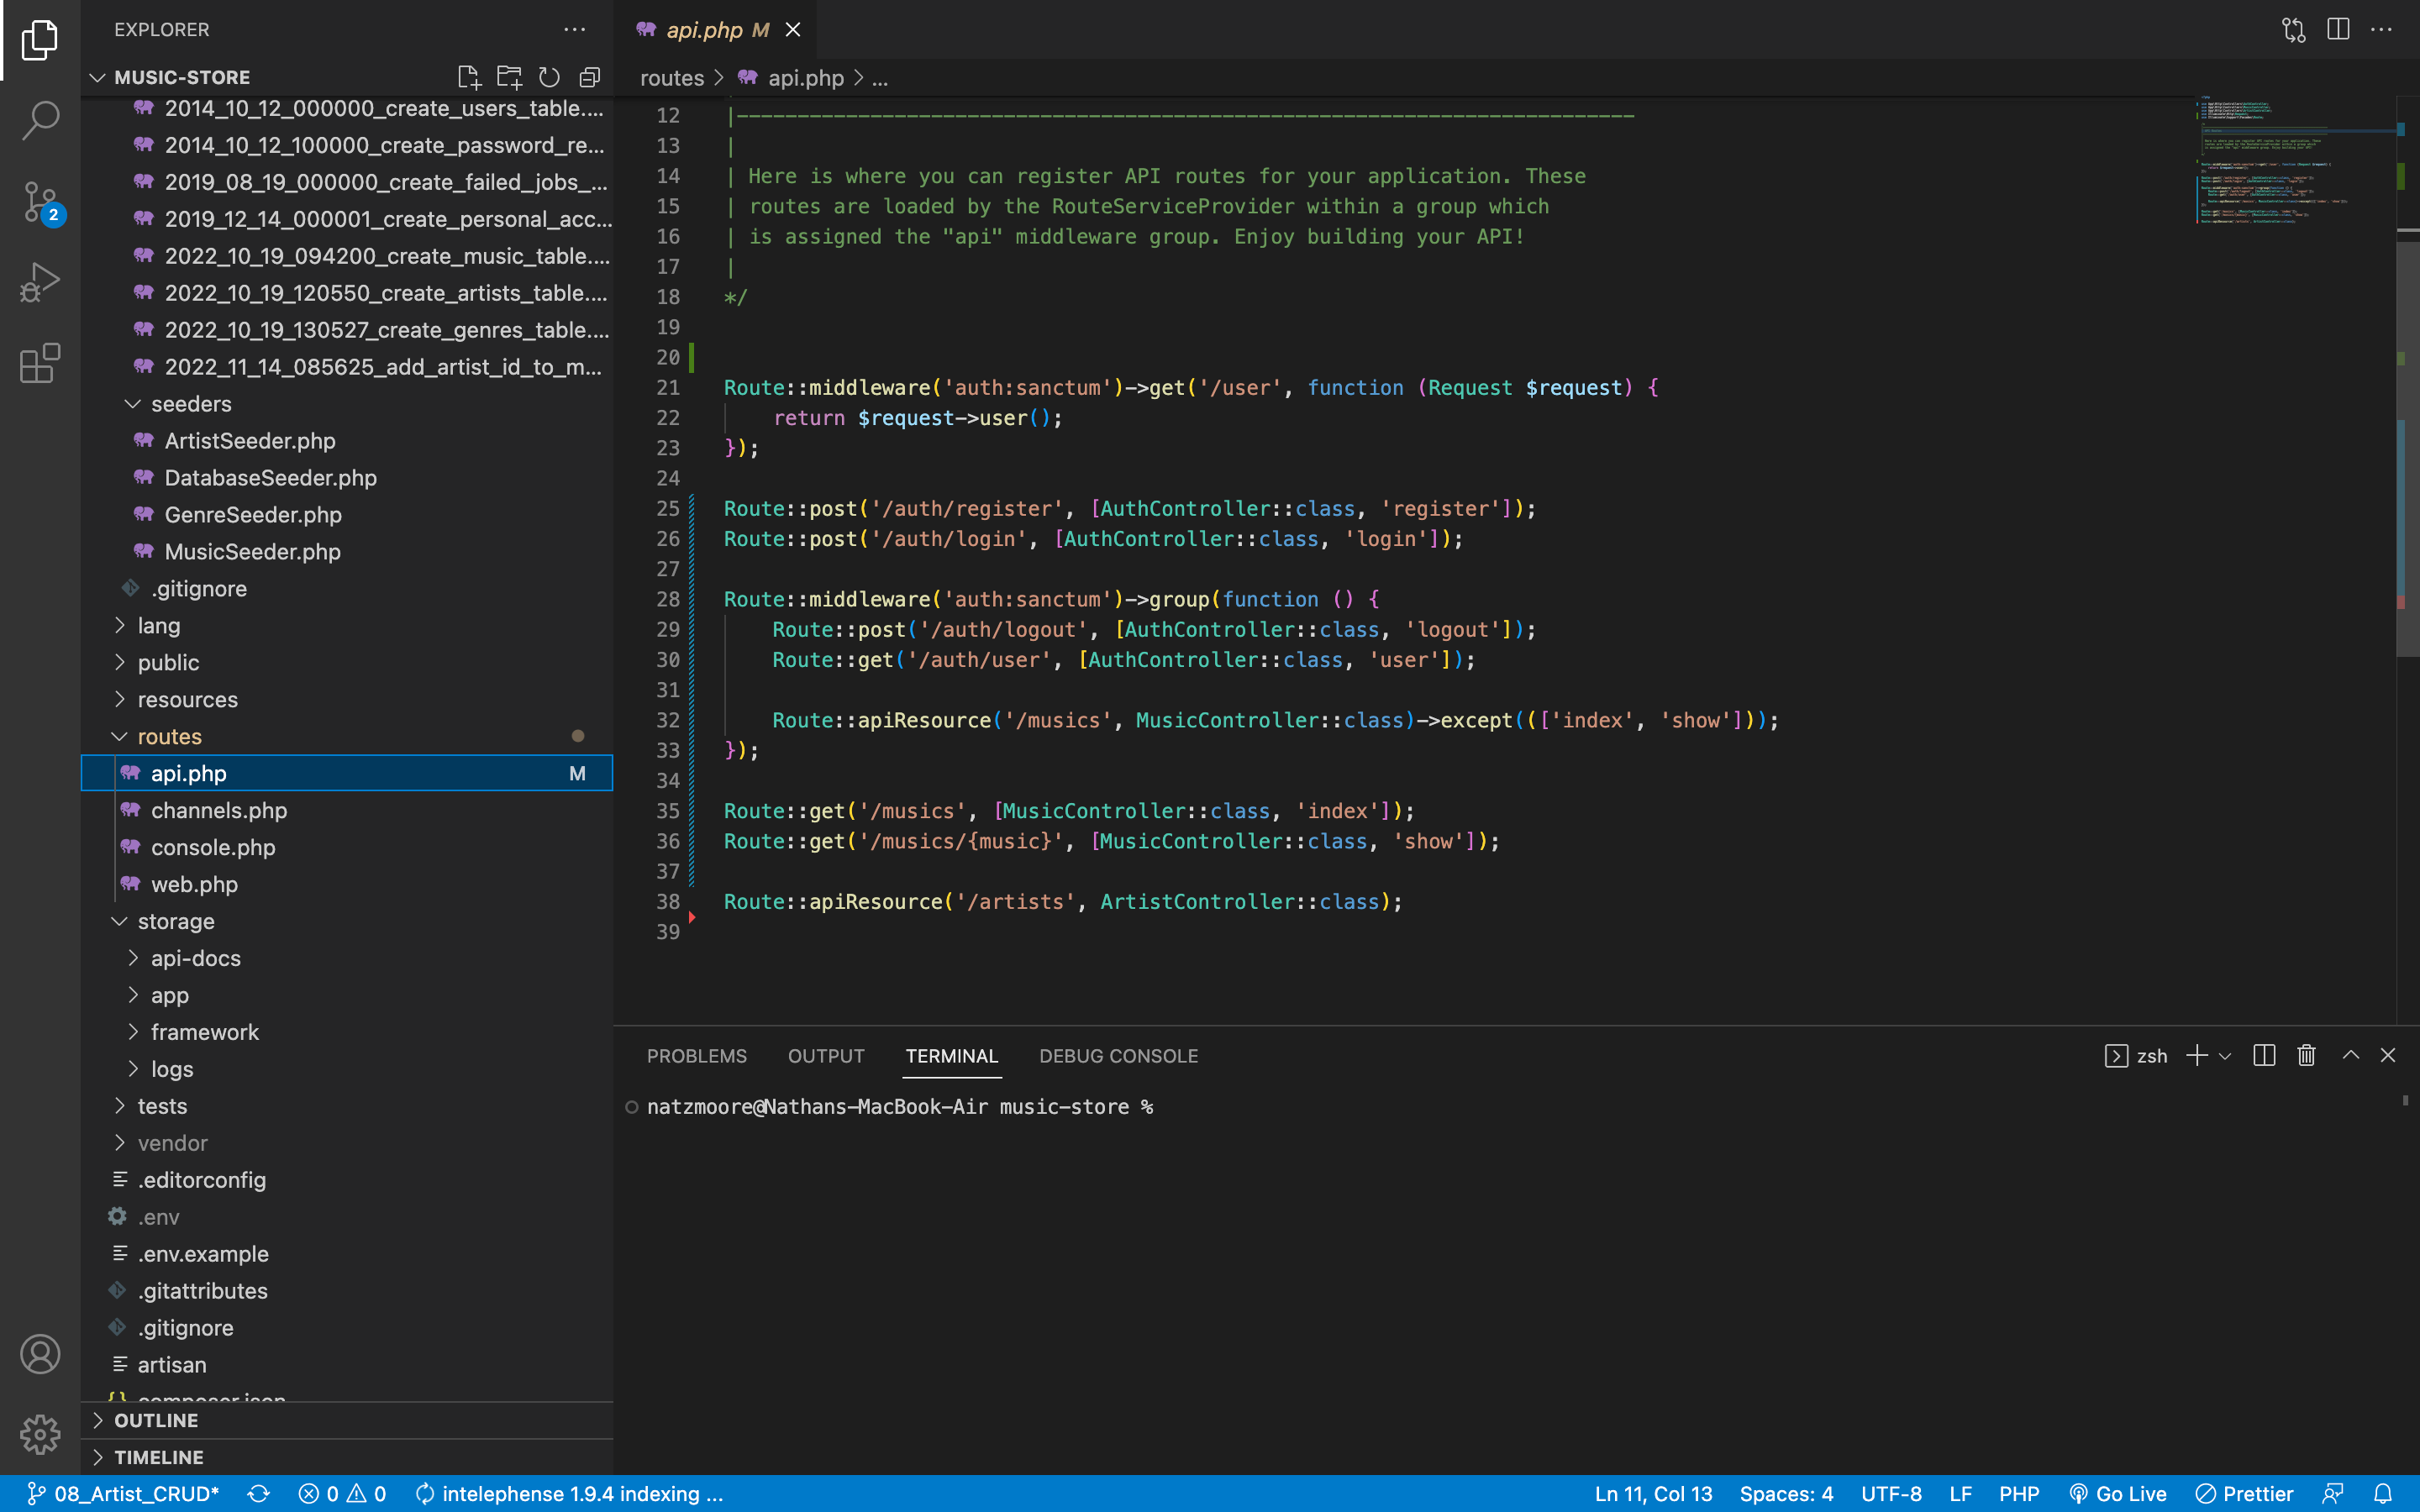 EXPLORER
MUSIC-STORE
2014_10_12_000000_create_users_table....
2014_10_12_100000_create_password_re...
2019_08_19_000000_create_failed_jobs_...
2019_12_14_000001_create_personal_acc...
2022_10_19_094200_create_music_table....
2022_10_19_120550_create_artists_table....
2022_10_19_130527_create_genres_table....
2022_11_14_085625_add_artist_id_to_m...
seeders
ArtistSeeder.php
DatabaseSeeder.php
GenreSeeder.php
MusicSeeder.php
.gitignore
lang
public
resources
routes
api.php M
channels.php
console.php
web.php
storage
api-docs
app
framework
logs
tests
vendor
.editorconfig
.env
.env.example
.gitattributes
.gitignore
artisan
composer.json
OUTLINE
TIMELINE
2
api.php M
routes > api.php > ...
12 |--------------------------------------------------------------------------
13 |
14 | Here is where you can register API routes for your application. These
15 | routes are loaded by the RouteServiceProvider within a group which
16 | is assigned the "api" middleware group. Enjoy building your API!
17 |
18 */
19
20
21 Route::middleware('auth:sanctum')->get('/user', function (Request $request) {
22 return $request->user();
23 });
24
25 Route::post('/auth/register', [AuthController::class, 'register']);
26 Route::post('/auth/login', [AuthController::class, 'login']);
27
28 Route::middleware('auth:sanctum')->group(function () {
29 Route::post('/auth/logout', [AuthController::class, 'logout']);
30 Route::get('/auth/user', [AuthController::class, 'user']);
31
32 Route::apiResource('/musics', MusicController::class)->except((['index', 'show']));
33 });
34
35 Route::get('/musics', [MusicController::class, 'index']);
36 Route::get('/musics/{music}', [MusicController::class, 'show']);
37
38 Route::apiResource('/artists', ArtistController::class);
39
PROBLEMS OUTPUT TERMINAL DEBUG CONSOLE
zsh
natzmoore@Nathans-MacBook-Air music-store %
08_Artist_CRUD* 0 0 intelephense 1.9.4 indexing ...
Ln 11, Col 13 Spaces: 4 UTF-8 LF PHP Go Live Prettier